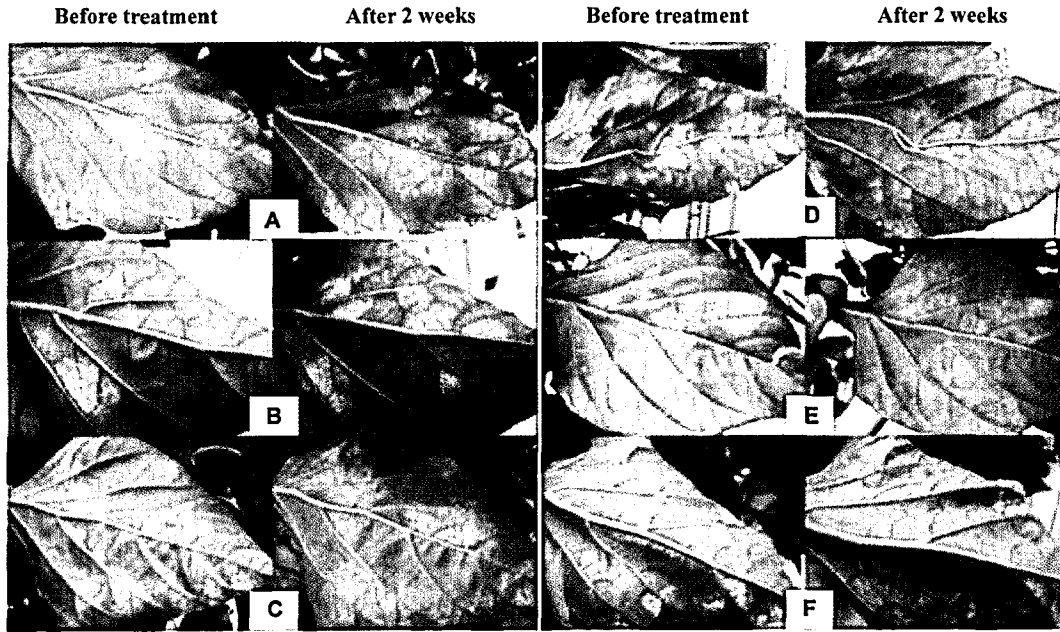 Before treatment After 2 weeks Before treatment After 2 weeks
A D
B E
C F